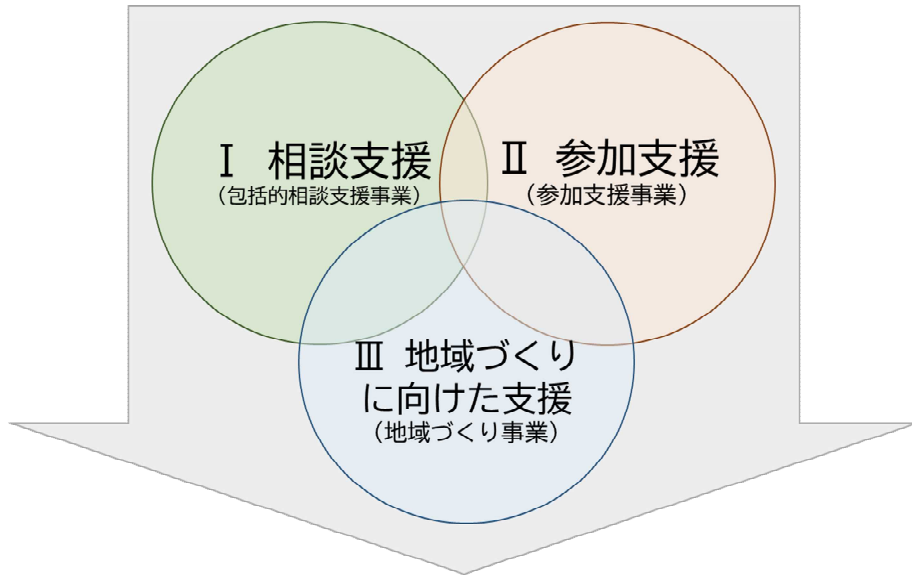 Ⅰ 相談支援
（包括的相談支援事業）
Ⅱ 参加支援
（参加支援事業）
Ⅲ 地域づくり
に向けた支援
（地域づくり事業）